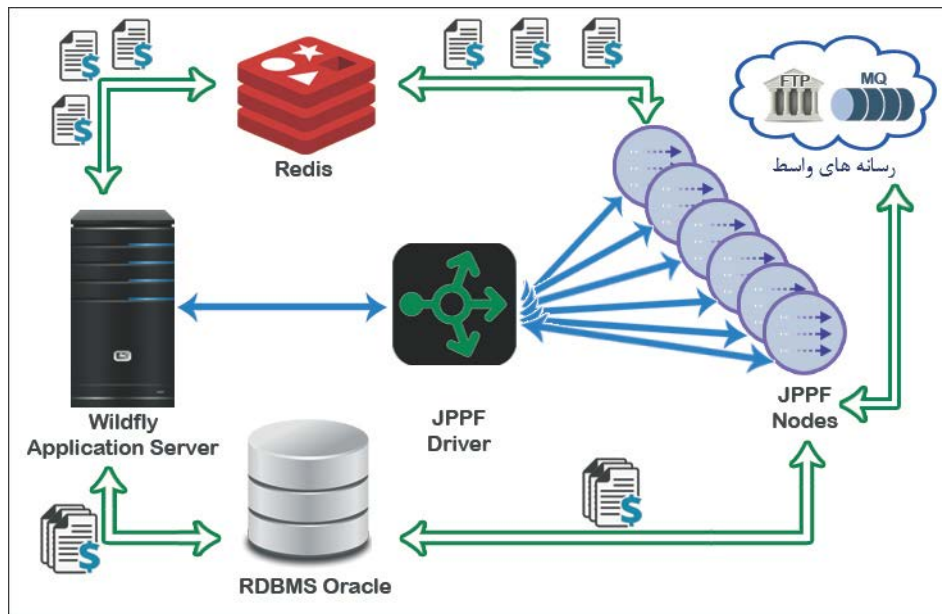 FTP
MQ
رسانه های واسط
Redis
Wildfly
Application Server
JPPF
Driver
JPPF
Nodes
RDBMS Oracle